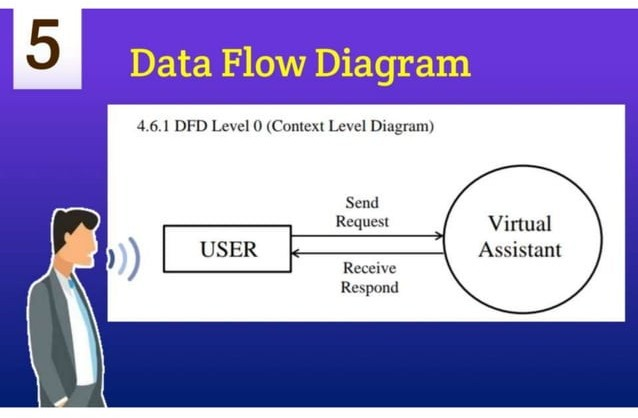 5
Data Flow Diagram
4.6.1 DFD Level 0 (Context Level Diagram)
Send
Request
USER
Virtual
Assistant
Receive
Respond